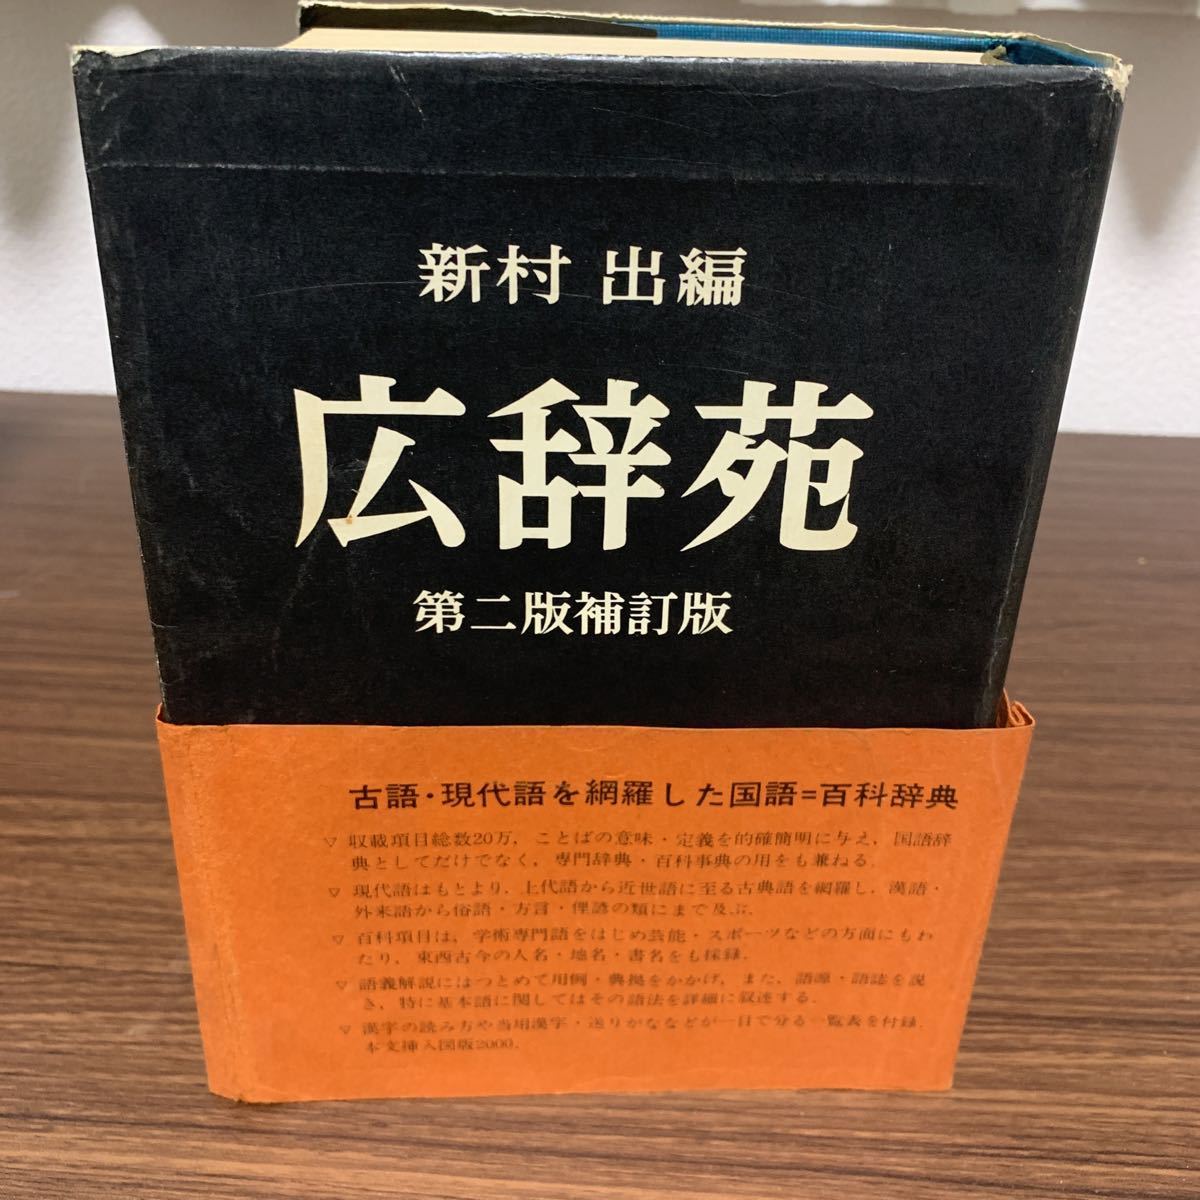 新村 出編
広辞苑
第二版補訂版
古語・現代語を網羅した国語=百科辞典
▽ 収載項目総数20万，ことばの意味・定義を的確簡明に与え，国語辞
典としてだけでなく，専門辞典・百科事典の用をも兼ねる．
▽ 現代語はもとより，上代語から近世語に至る古典語を網羅し，漢語・
外来語から俗語・方言・俚諺の類にまで及ぶ．
▽ 百科項目は，学術専門語をはじめ芸能・スポーツなどの方面にもわ
たり，東西古今の人名・地名・書名をも採録．
▽ 語義解説にはつとめて用例・典拠をかかげ，また，語源・語誌を説
き，特に基本語に関してはその語法を詳細に叙述する．
▽ 漢字の読み方や当用漢字・送りがななどが一目で分る一覧表を付録．
本文挿入図版2000．